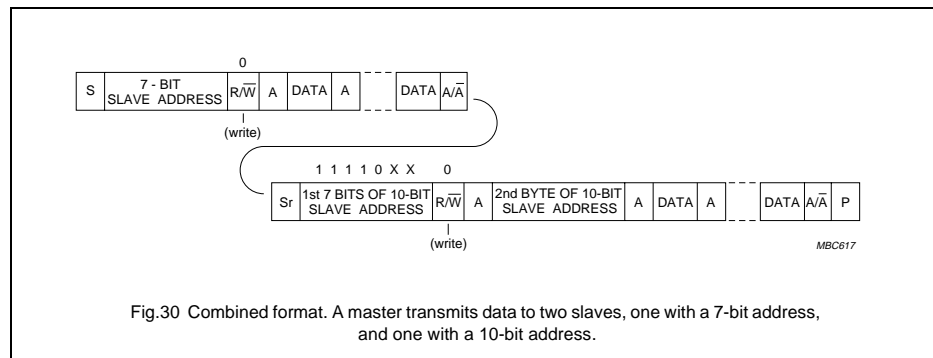 0
S 7 - BIT SLAVE ADDRESS R/W̅ A DATA A DATA A/A̅
(write)
1 1 1 1 0 X X 0
Sr 1st 7 BITS OF 10-BIT SLAVE ADDRESS R/W̅ A 2nd BYTE OF 10-BIT SLAVE ADDRESS A DATA A DATA A/A̅ P
(write)
MBC617
Fig.30 Combined format. A master transmits data to two slaves, one with a 7-bit address,
and one with a 10-bit address.